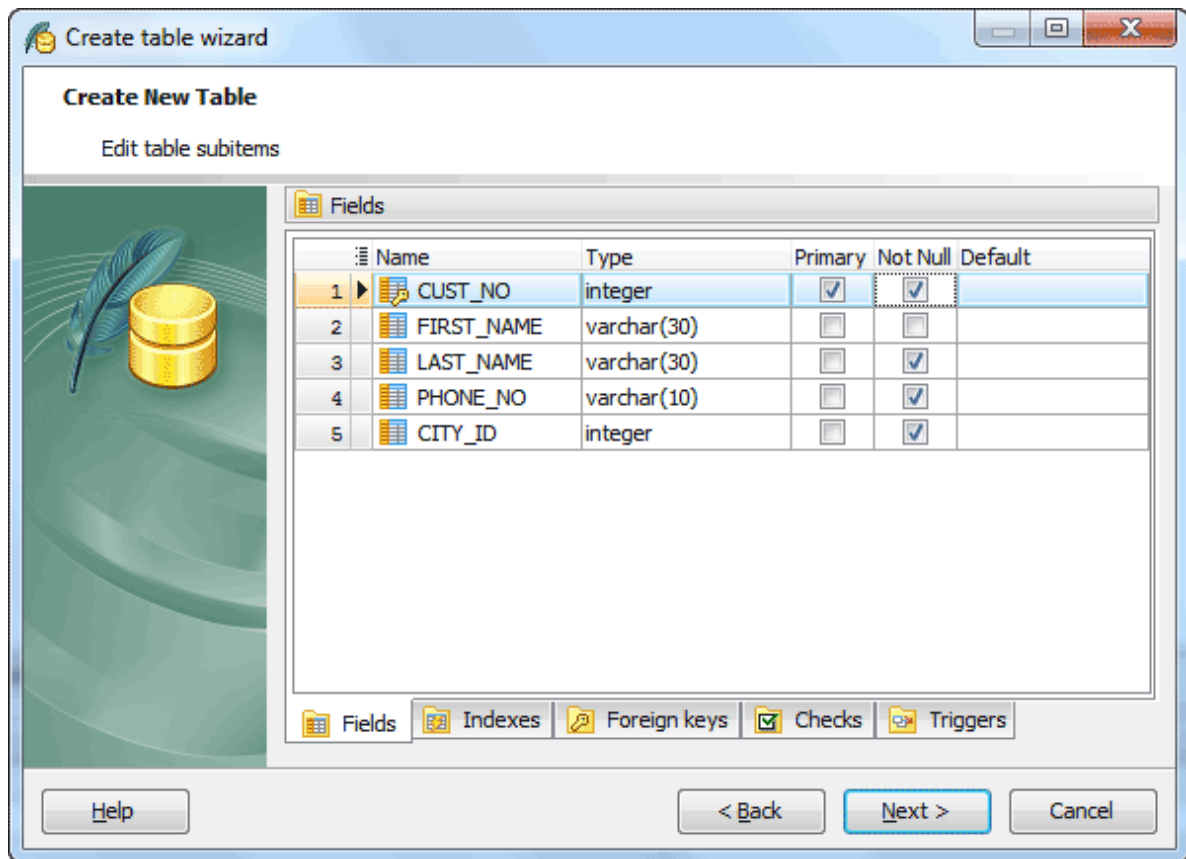 Create table wizard
Create New Table
Edit table subitems
Fields
Name Type Primary Not Null Default
1 CUST_NO integer
2 FIRST_NAME varchar(30)
3 LAST_NAME varchar(30)
4 PHONE_NO varchar(10)
5 CITY_ID integer
Fields Indexes Foreign keys Checks Triggers
Help < Back Next > Cancel